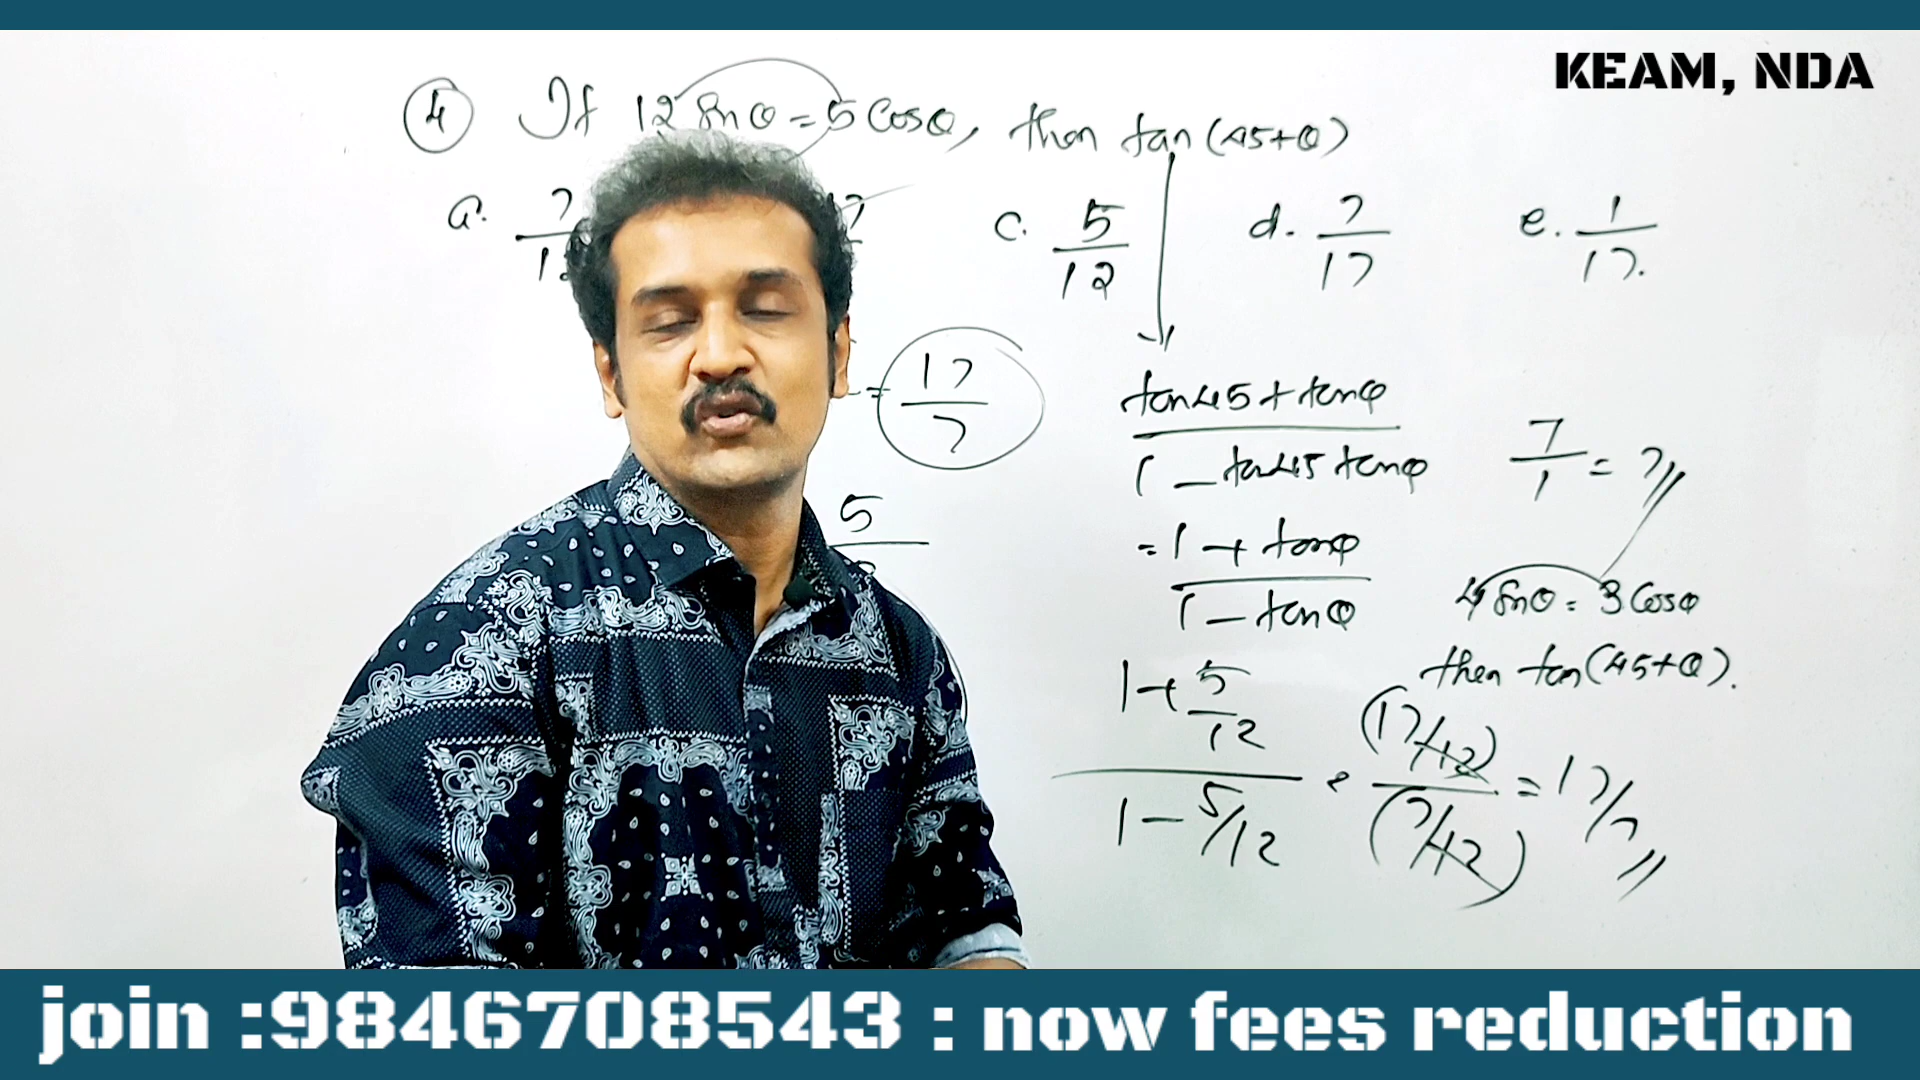 KEAM, NDA
4 If 12 sinθ = 5 cosθ, then tan(45+θ)
a. 7/1
c. 5/12 d. 7/17 e. 1/17.
= 17/7
5
tan45 + tanθ / 1 - tan45 tanθ
7/1 = 7//
= 1 + tanθ / 1 - tanθ
4 sinθ = 3 cosθ
then tan(45+θ).
1 + 5/12 / 1 - 5/12 = (17/12) / (7/12) = 17/7 //
join :9846708543 : now fees reduction